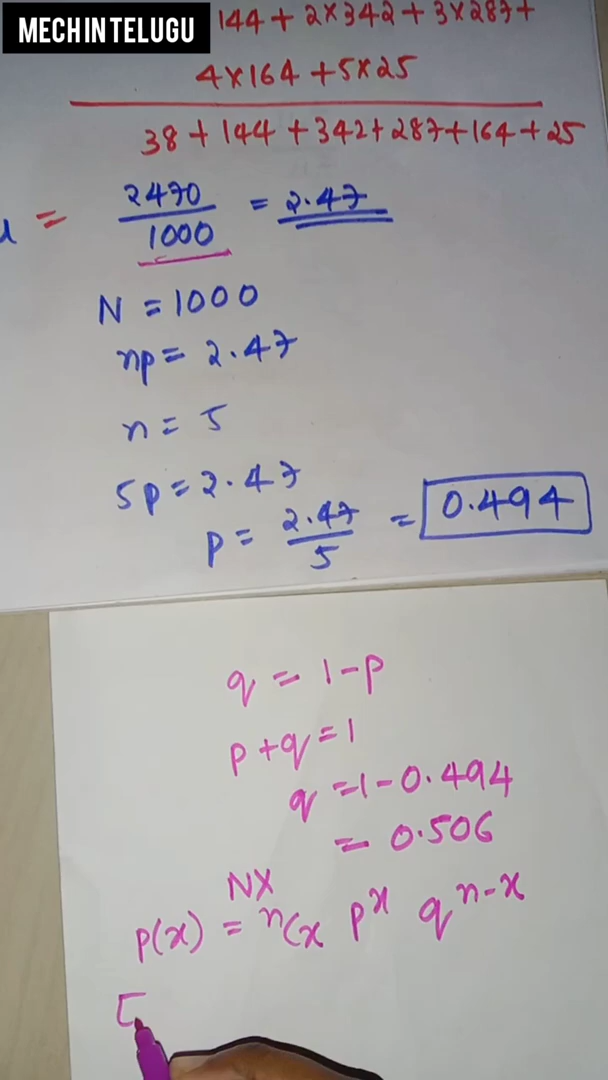 MECH IN TELUGU
144 + 2×342 + 3×287 +
4×164 + 5×25
38 + 144 + 342 + 287 + 164 + 25
= 2470 / 1000 = 2.47
N = 1000
np = 2.47
n = 5
5p = 2.47
p = 2.47 / 5 = 0.494
q = 1-p
p+q = 1
q = 1-0.494
= 0.506
NX
p(x) = ⁿCx pˣ qⁿ⁻ˣ